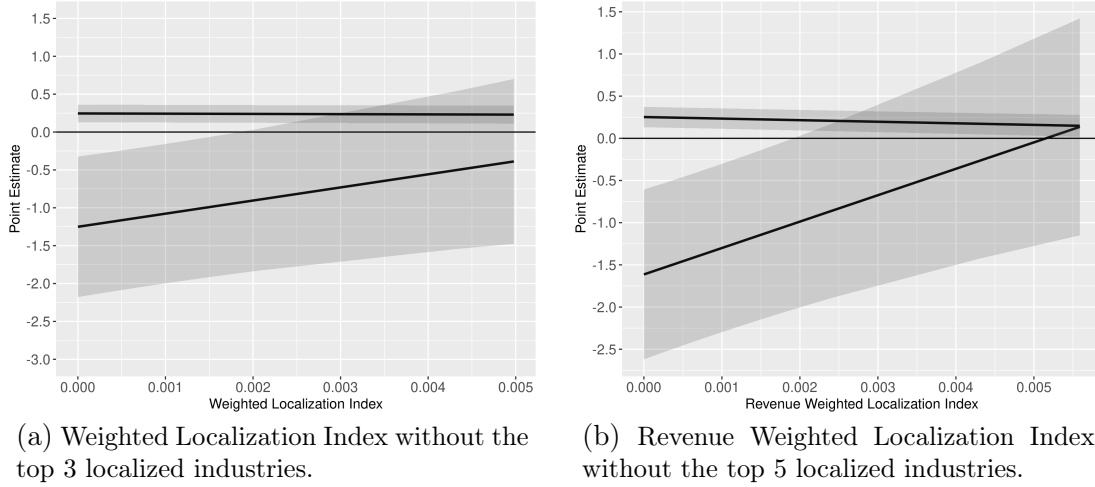 1.5
1.0
0.5
0.0
-0.5
-1.0
-1.5
-2.0
-2.5
-3.0
Point Estimate
0.000 0.001 0.002 0.003 0.004 0.005
Weighted Localization Index
(a) Weighted Localization Index without the
top 3 localized industries.
1.5
1.0
0.5
0.0
-0.5
-1.0
-1.5
-2.0
-2.5
Point Estimate
0.000 0.001 0.002 0.003 0.004 0.005
Revenue Weighted Localization Index
(b) Revenue Weighted Localization Index
without the top 5 localized industries.